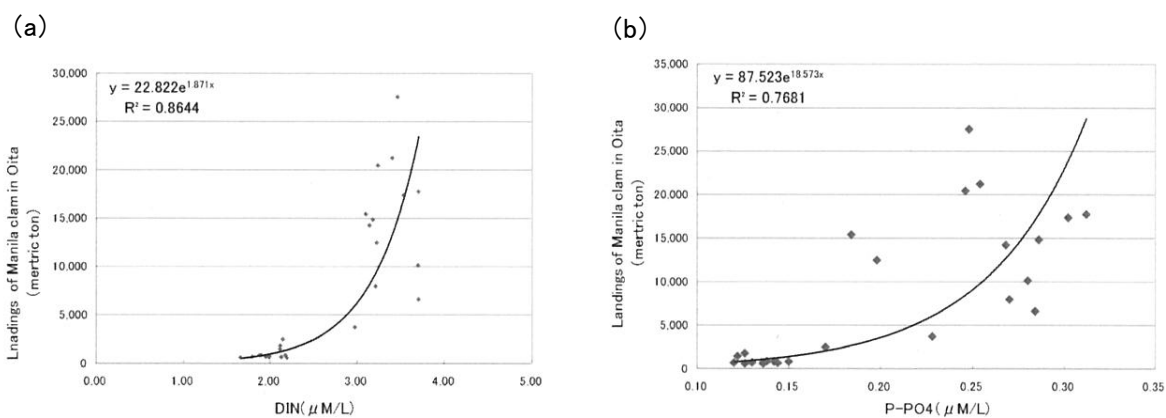 (a)
30,000
25,000
20,000
15,000
10,000
5,000
0
y = 22.822e^1.871x
R² = 0.8644
Lnadings of Manila clam in Oita
(mertric ton)
0.00 1.00 2.00 3.00 4.00 5.00
DIN(μM/L)
(b)
35,000
30,000
25,000
20,000
15,000
10,000
5,000
0
y = 87.523e^18.573x
R² = 0.7681
Landings of Manila clam in Oita
(mertric ton)
0.10 0.15 0.20 0.25 0.30 0.35
P-PO4(μM/L)